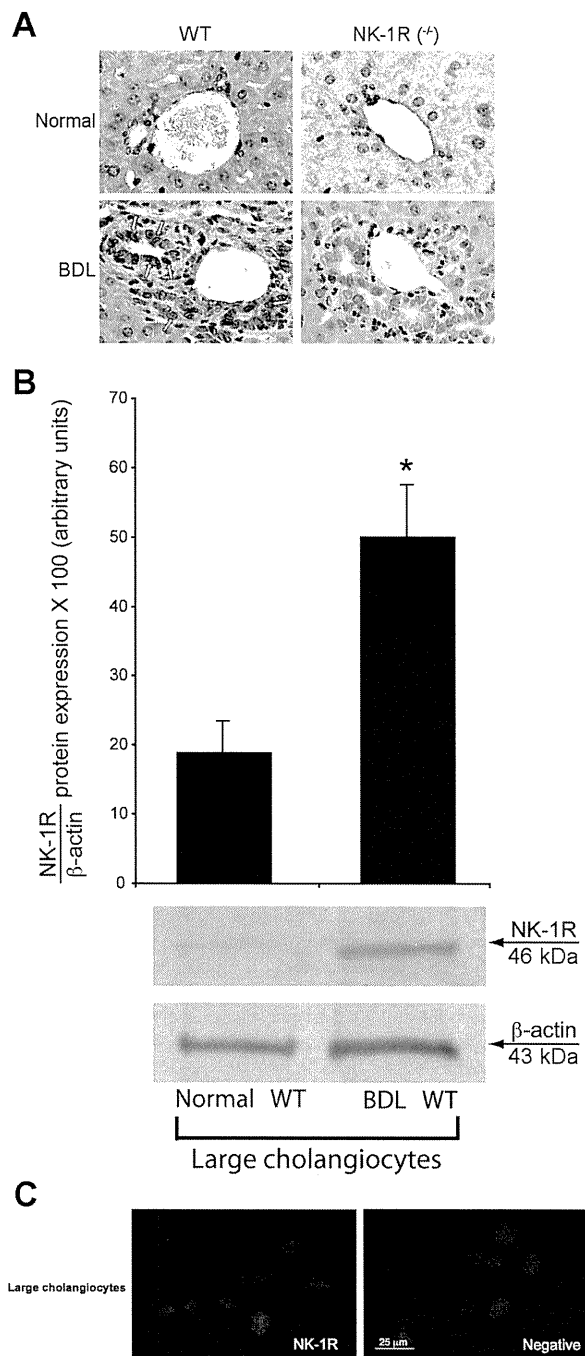 A
WT NK-1R (-/-)
Normal
BDL
B
NK-1R
β-actin
protein expression X 100 (arbitrary units)
70
60
50
40
30
20
10
0
*
NK-1R
46 kDa
β-actin
43 kDa
Normal WT BDL WT
Large cholangiocytes
C
Large cholangiocytes
NK-1R
25 µm
Negative